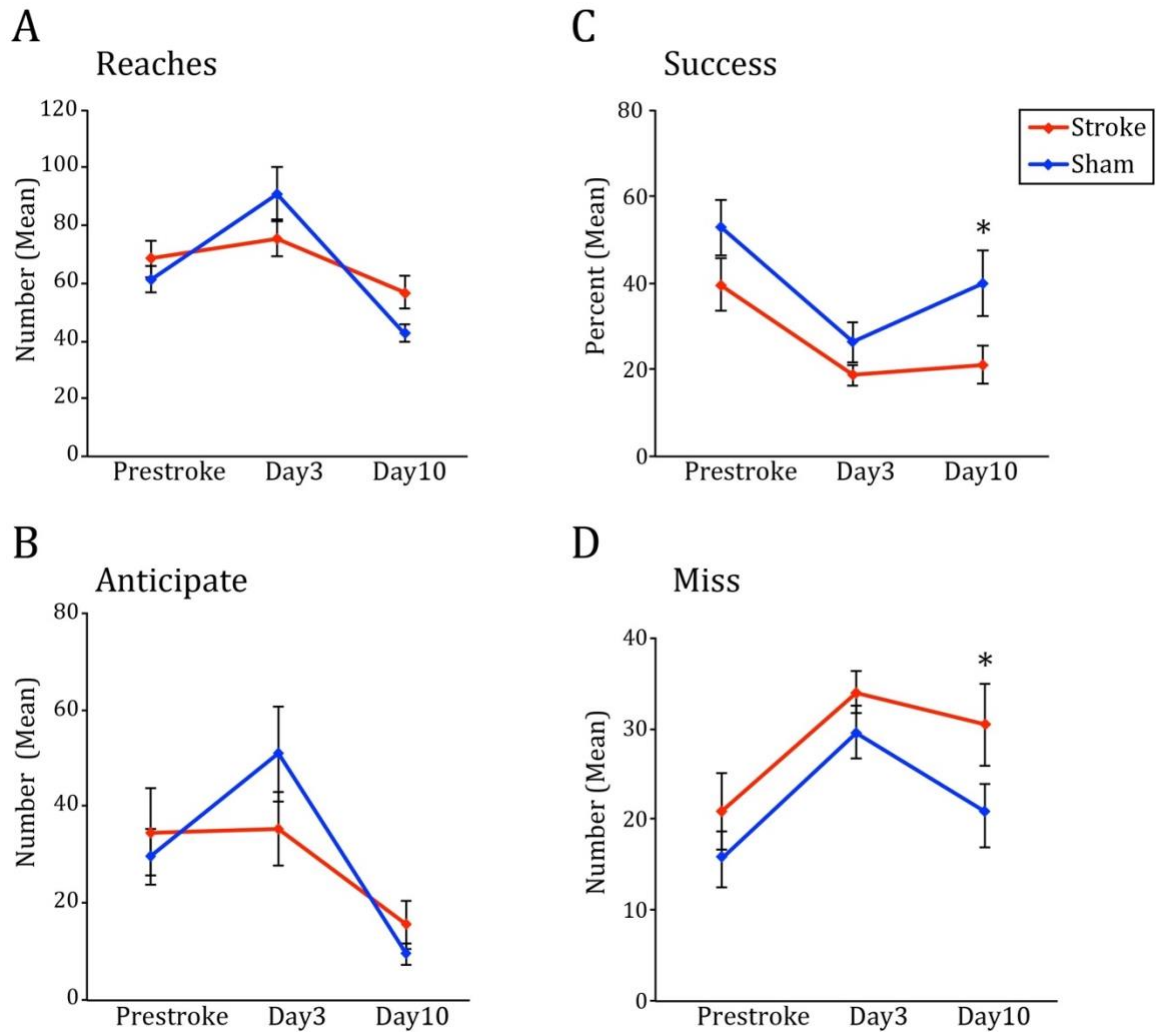 A
Reaches
Number (Mean)
120
100
80
60
40
20
0
Prestroke Day3 Day10
C
Success
Percent (Mean)
80
60
40
20
0
*
Prestroke Day3 Day10
Stroke
Sham
B
Anticipate
Number (Mean)
80
60
40
20
0
Prestroke Day3 Day10
D
Miss
Number (Mean)
40
30
20
10
0
*
Prestroke Day3 Day10